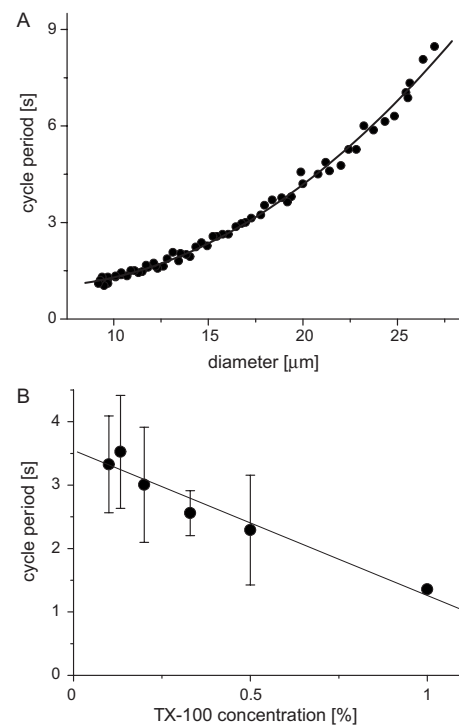 A
9
6
3
0
cycle period [s]
10 15 20 25
diameter [μm]
B
4
3
2
1
0
cycle period [s]
0 0.5 1
TX-100 concentration [%]